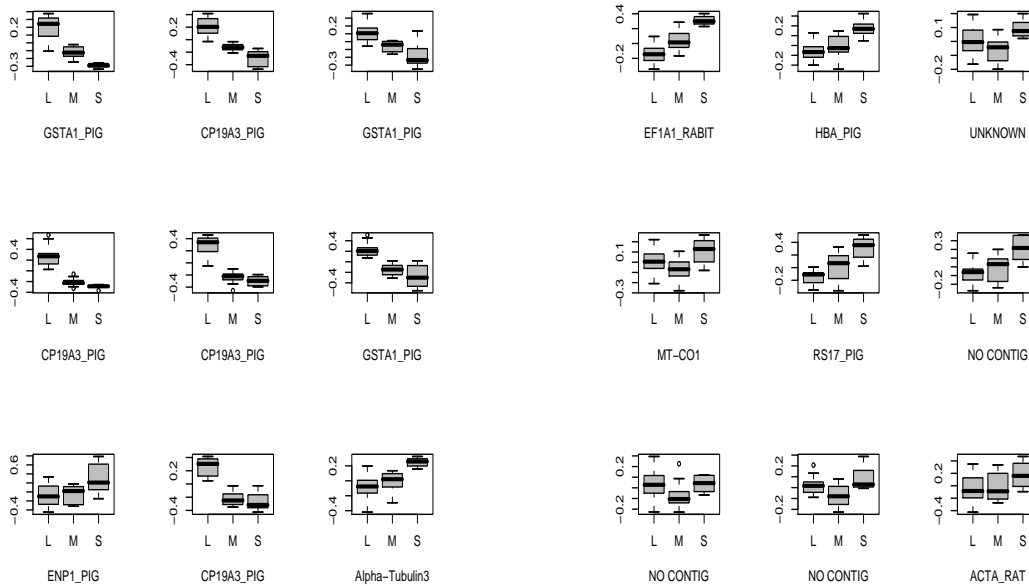 0.2
−0.3
L M S
GSTA1_PIG
0.2
−0.4
L M S
CP19A3_PIG
0.2
−0.3
L M S
GSTA1_PIG
0.4
−0.2
L M S
EF1A1_RABIT
0.4
−0.2
L M S
HBA_PIG
0.1
−0.2
L M S
UNKNOWN
0.4
−0.4
L M S
CP19A3_PIG
0.4
−0.4
L M S
CP19A3_PIG
0.4
−0.4
L M S
GSTA1_PIG
0.1
−0.3
L M S
MT−CO1
0.4
−0.2
L M S
RS17_PIG
0.3
−0.2
L M S
NO CONTIG
0.6
−0.4
L M S
ENP1_PIG
0.2
−0.4
L M S
CP19A3_PIG
0.4
−0.4
L M S
Alpha−Tubulin3
0.2
−0.2
L M S
NO CONTIG
0.2
−0.2
L M S
NO CONTIG
0.2
−0.4
L M S
ACTA_RAT